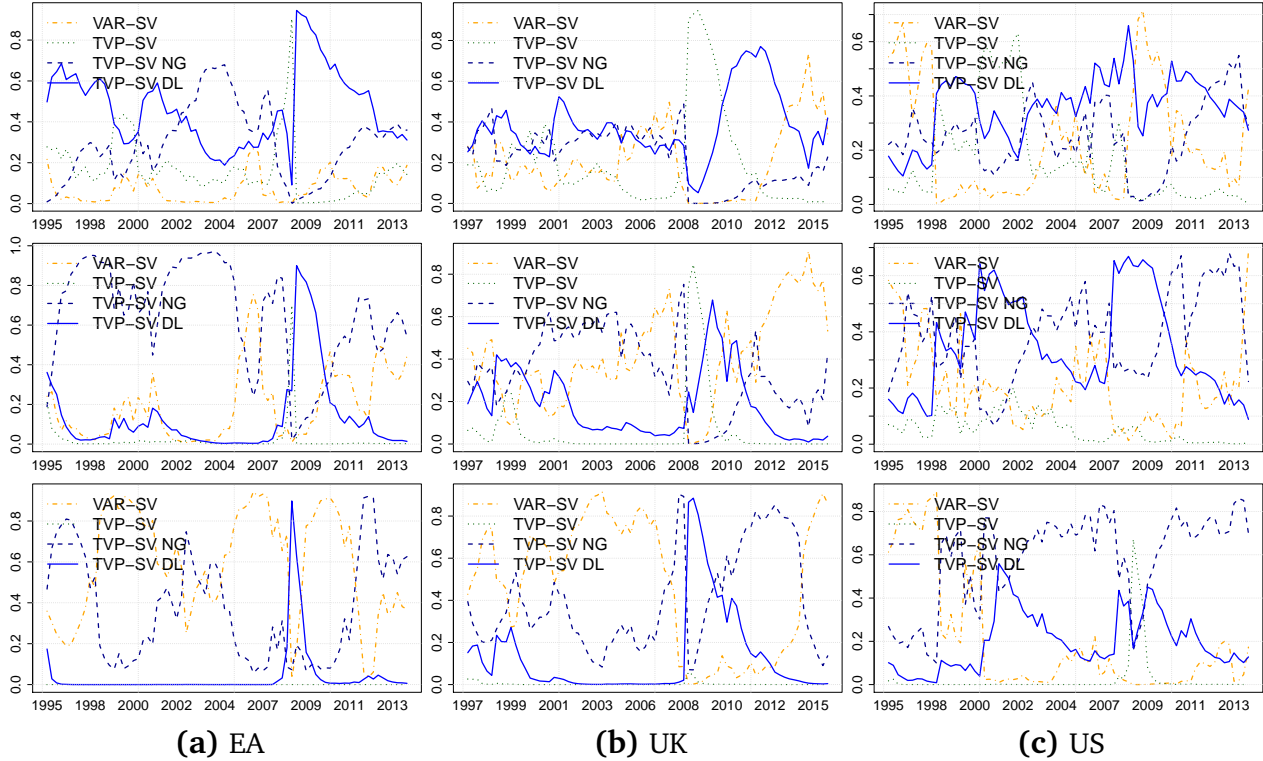 VAR−SV
TVP−SV
TVP−SV NG
TVP−SV DL
0.0 0.2 0.4 0.6 0.8
1995 1998 2000 2002 2004 2007 2009 2011 2013
VAR−SV
TVP−SV
TVP−SV NG
TVP−SV DL
0.0 0.2 0.4 0.6 0.8
1997 1999 2001 2003 2006 2008 2010 2012 2015
VAR−SV
TVP−SV
TVP−SV NG
TVP−SV DL
0.0 0.2 0.4 0.6
1995 1998 2000 2002 2004 2007 2009 2011 2013
VAR−SV
TVP−SV
TVP−SV NG
TVP−SV DL
0.0 0.2 0.4 0.6 0.8 1.0
1995 1998 2000 2002 2004 2007 2009 2011 2013
VAR−SV
TVP−SV
TVP−SV NG
TVP−SV DL
0.0 0.2 0.4 0.6 0.8
1997 1999 2001 2003 2006 2008 2010 2012 2015
VAR−SV
TVP−SV
TVP−SV NG
TVP−SV DL
0.0 0.2 0.4 0.6
1995 1998 2000 2002 2004 2007 2009 2011 2013
VAR−SV
TVP−SV
TVP−SV NG
TVP−SV DL
0.0 0.2 0.4 0.6 0.8
1995 1998 2000 2002 2004 2007 2009 2011 2013
VAR−SV
TVP−SV
TVP−SV NG
TVP−SV DL
0.0 0.2 0.4 0.6 0.8
1997 1999 2001 2003 2006 2008 2010 2012 2015
VAR−SV
TVP−SV
TVP−SV NG
TVP−SV DL
0.0 0.2 0.4 0.6 0.8
1995 1998 2000 2002 2004 2007 2009 2011 2013
(a) EA
(b) UK
(c) US